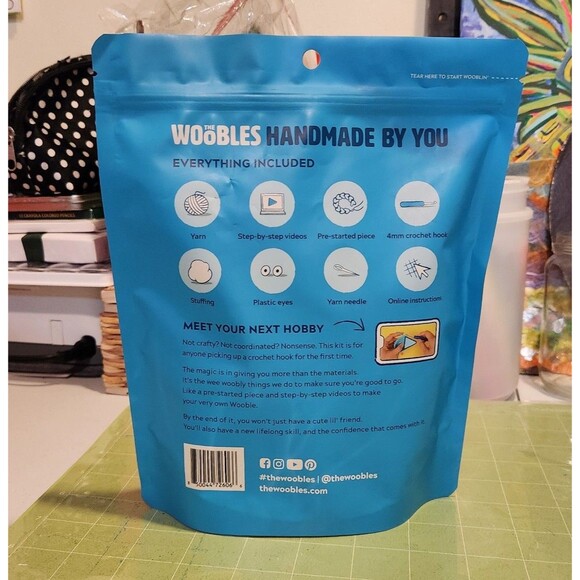 TEAR HERE TO START WOOBLIN'
THE WOOBLES HANDMADE BY YOU
EVERYTHING INCLUDED
Yarn
Step-by-step videos
Pre-started piece
4mm crochet hook
Stuffing
Plastic eyes
Yarn needle
Online instructions
MEET YOUR NEXT HOBBY
Not crafty? Not coordinated? Nonsense. This kit is for
anyone picking up a crochet hook for the first time.
The magic is in giving you more than the materials.
It's the wee woobly things we do to make sure you're good to go.
Like a pre-started piece and step-by-step videos to make
your very own Wooble.
By the end of it, you won't just have a cute lil' friend.
You'll also have a new lifelong skill, and the confidence that comes with it.
#thewoobles | @thewoobles
thewoobles.com